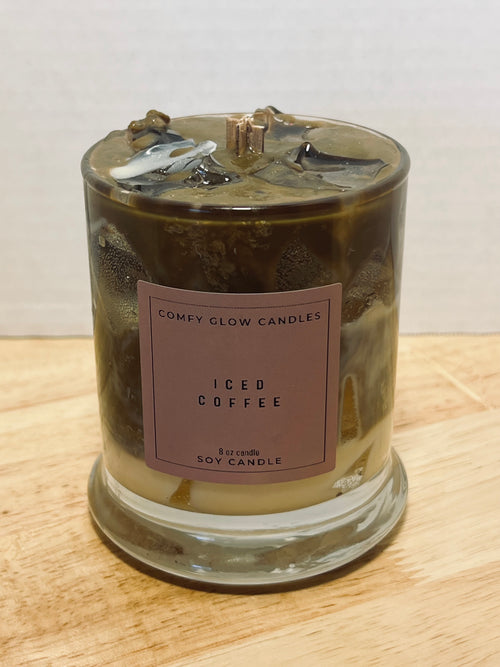 COMFY GLOW CANDLES
ICED
COFFEE
8 oz candle
SOY CANDLE